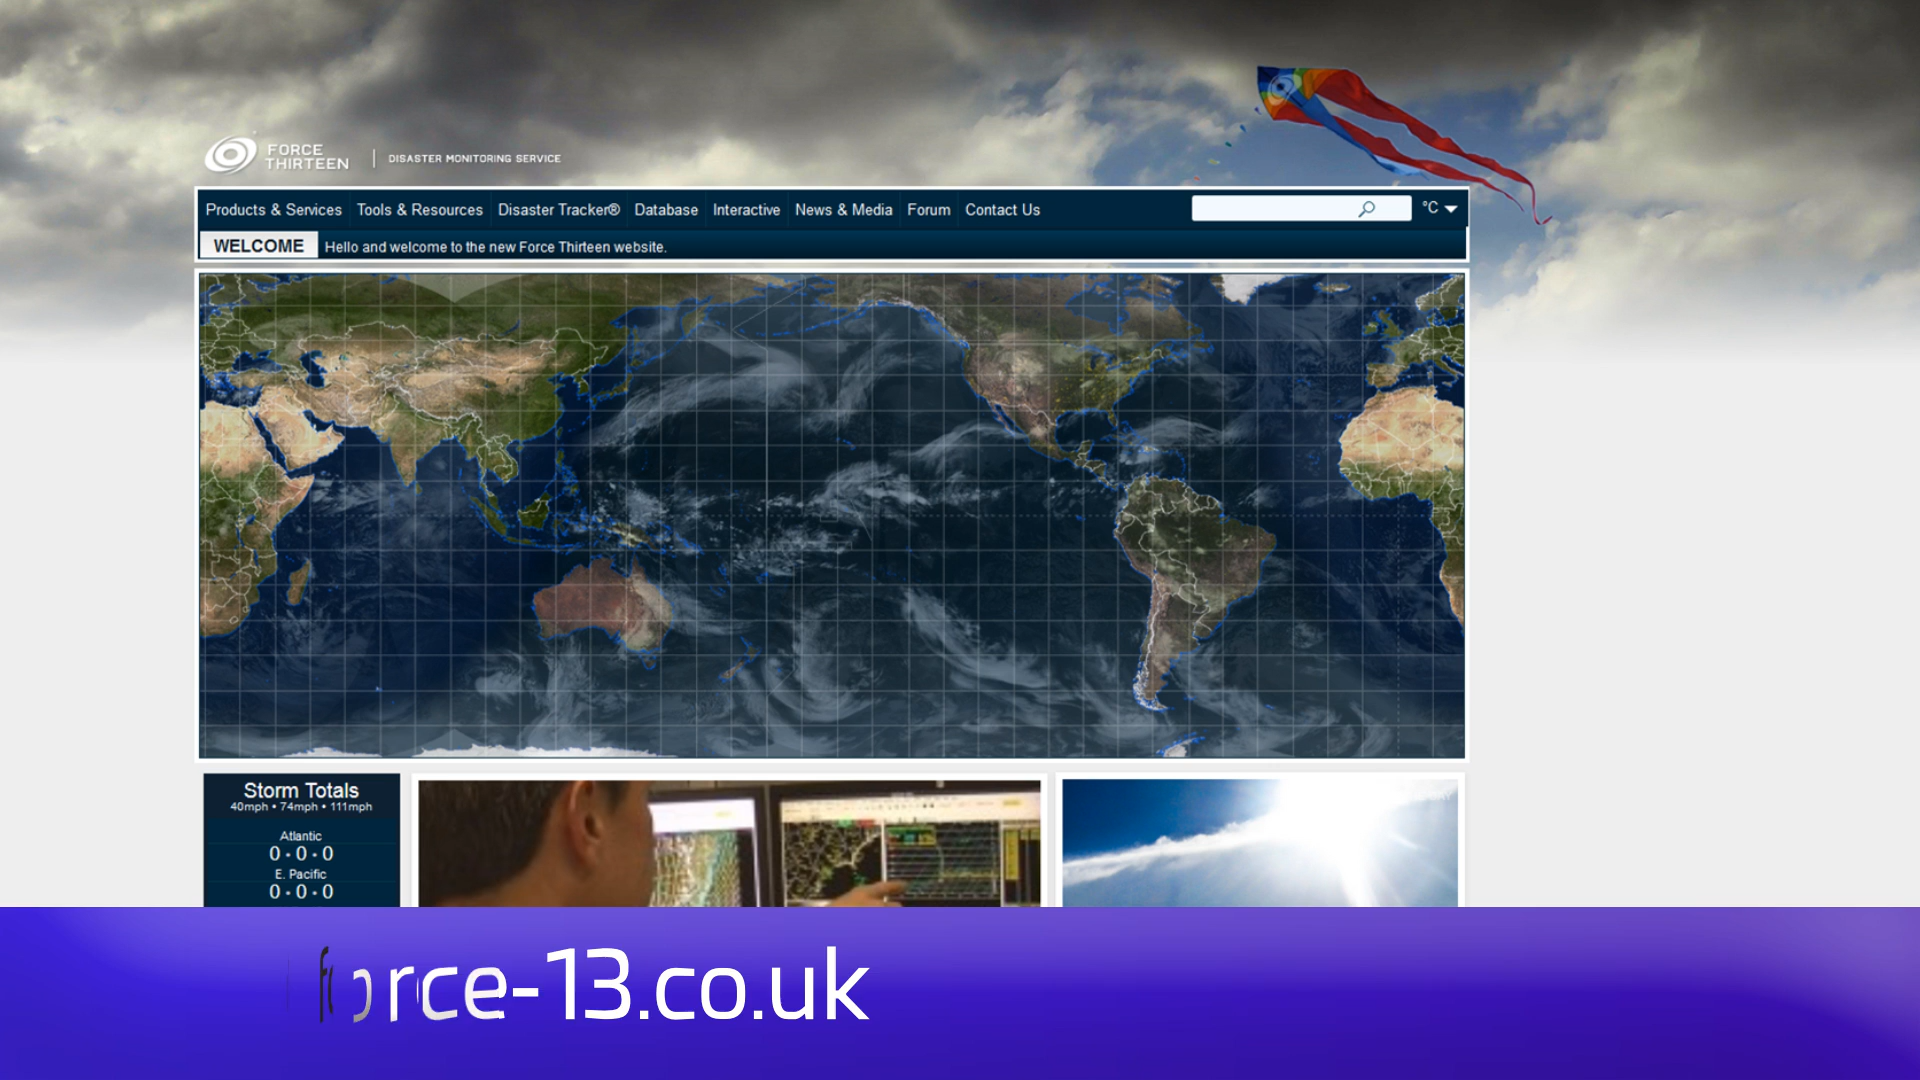 FORCE
THIRTEEN
DISASTER MONITORING SERVICE
Products & Services Tools & Resources Disaster Tracker® Database Interactive News & Media Forum Contact Us °C
WELCOME Hello and welcome to the new Force Thirteen website.
Storm Totals
40mph • 74mph • 111mph
Atlantic
0 • 0 • 0
E. Pacific
0 • 0 • 0
force-13.co.uk